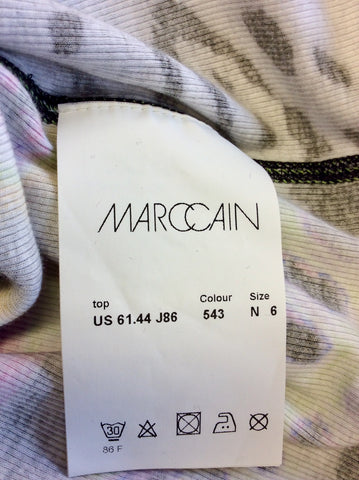 MARCCAIN
top Colour Size
US 61.44 J86 543 N 6
30
86 F